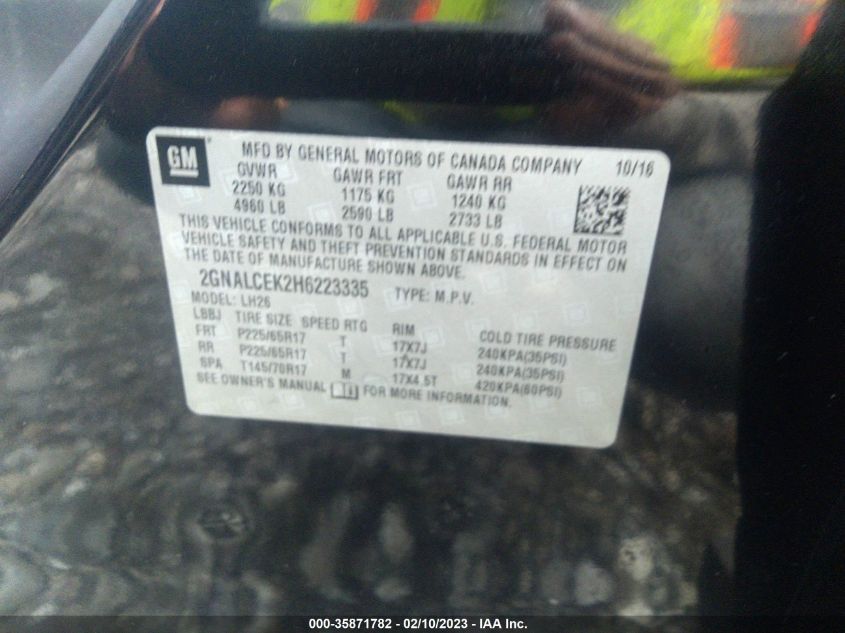 GM MFD BY GENERAL MOTORS OF CANADA COMPANY 10/16
GVWR GAWR FRT GAWR RR
2250 KG 1175 KG 1240 KG
4960 LB 2590 LB 2733 LB
THIS VEHICLE CONFORMS TO ALL APPLICABLE U.S. FEDERAL MOTOR
VEHICLE SAFETY AND THEFT PREVENTION STANDARDS IN EFFECT ON
THE DATE OF MANUFACTURE SHOWN ABOVE.
2GNALCEK2H6223335 TYPE: M.P.V.
MODEL: LH26
LBBJ TIRE SIZE SPEED RTG RIM COLD TIRE PRESSURE
FRT P225/65R17 T 17X7J 240KPA(35PSI)
RR P225/65R17 T 17X7J 240KPA(35PSI)
SPA T145/70R17 M 17X4.5T 420KPA(60PSI)
SEE OWNER'S MANUAL FOR MORE INFORMATION.
000-35871782 - 02/10/2023 - IAA Inc.